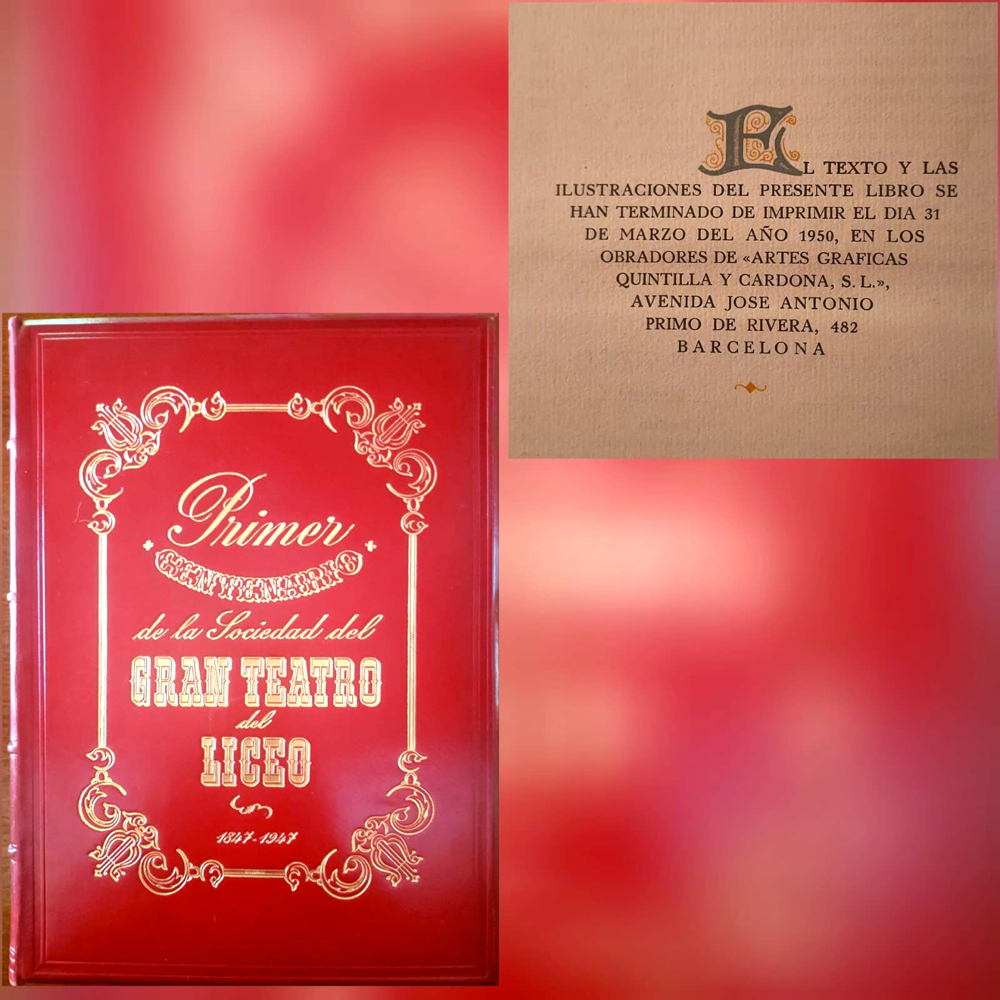 Primer
CENTENARIO
de la Sociedad del
GRAN TEATRO
del
LICEO
1847-1947
EL TEXTO Y LAS
ILUSTRACIONES DEL PRESENTE LIBRO SE
HAN TERMINADO DE IMPRIMIR EL DIA 31
DE MARZO DEL AÑO 1950, EN LOS
OBRADORES DE «ARTES GRAFICAS
QUINTILLA Y CARDONA, S. L.»,
AVENIDA JOSE ANTONIO
PRIMO DE RIVERA, 482
BARCELONA